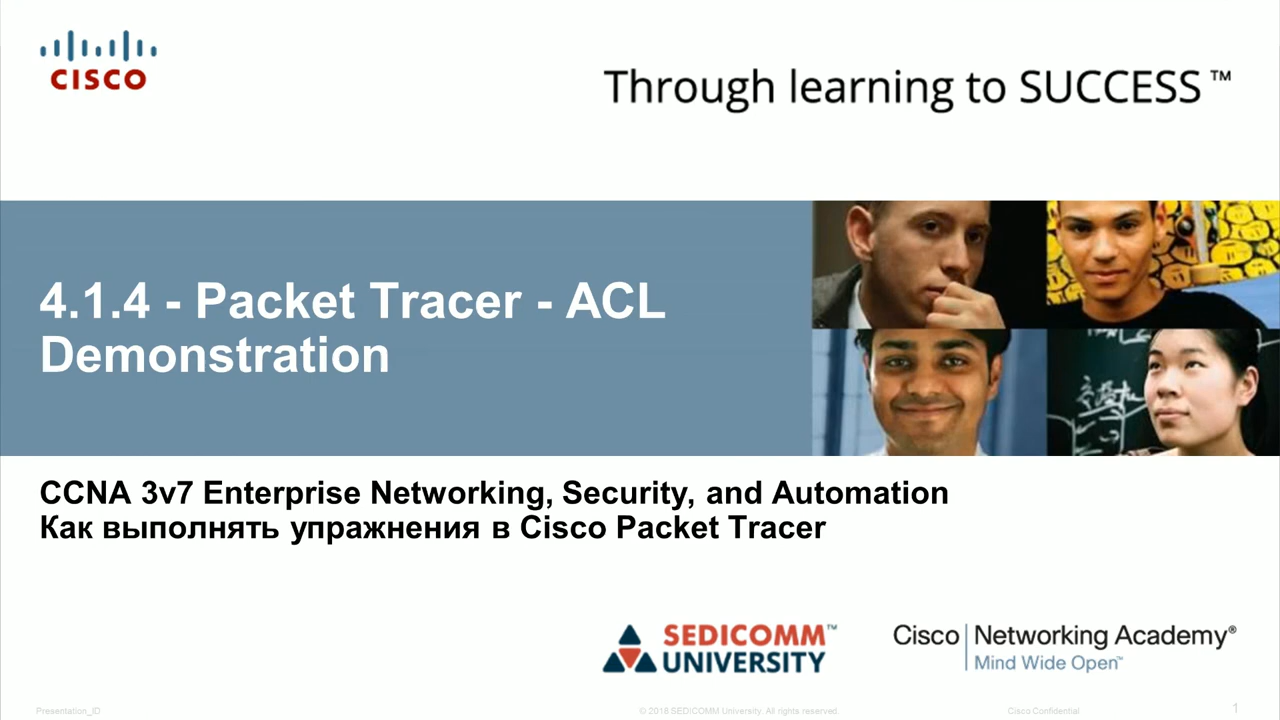 CISCO
Through learning to SUCCESS™
4.1.4 - Packet Tracer - ACL
Demonstration
CCNA 3v7 Enterprise Networking, Security, and Automation
Как выполнять упражнения в Cisco Packet Tracer
SEDICOMM™
UNIVERSITY
Cisco Networking Academy®
Mind Wide Open™
Presentation_ID
© 2018 SEDICOMM University. All rights reserved.
Cisco Confidential
1